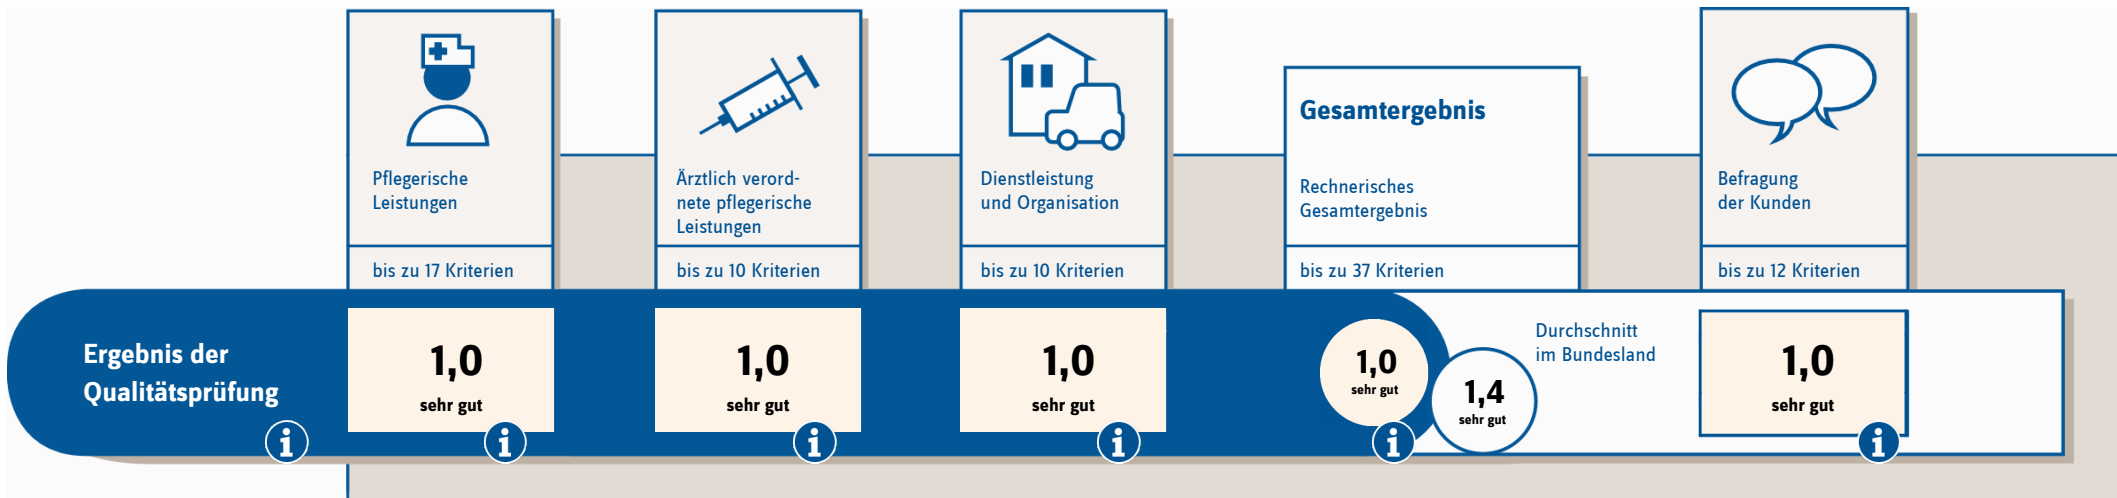 Pflegerische
Leistungen
bis zu 17 Kriterien
Ärztlich verord-
nete pflegerische
Leistungen
bis zu 10 Kriterien
Dienstleistung
und Organisation
bis zu 10 Kriterien
Gesamtergebnis
Rechnerisches
Gesamtergebnis
bis zu 37 Kriterien
Befragung
der Kunden
bis zu 12 Kriterien
Ergebnis der
Qualitätsprüfung
i
1,0
sehr gut
i
1,0
sehr gut
i
1,0
sehr gut
i
1,0
sehr gut
i
1,4
sehr gut
Durchschnitt
im Bundesland
1,0
sehr gut
i